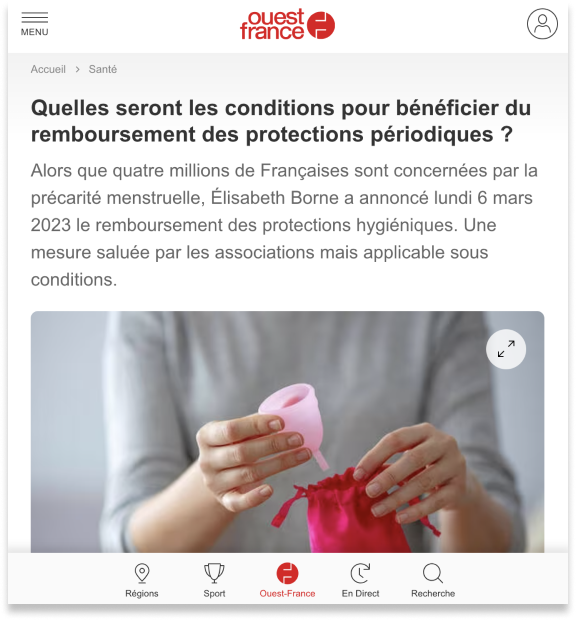 MENU
ouest
france
Accueil > Santé
Quelles seront les conditions pour bénéficier du
remboursement des protections périodiques ?
Alors que quatre millions de Françaises sont concernées par la
précarité menstruelle, Élisabeth Borne a annoncé lundi 6 mars
2023 le remboursement des protections hygiéniques. Une
mesure saluée par les associations mais applicable sous
conditions.
Régions
Sport
Ouest-France
En Direct
Recherche